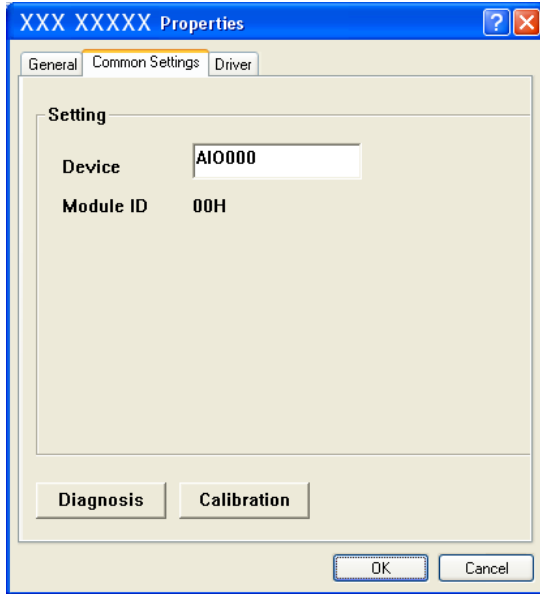 XXX XXXXX Properties
General Common Settings Driver
Setting
Device AIO000
Module ID 00H
Diagnosis Calibration
OK Cancel